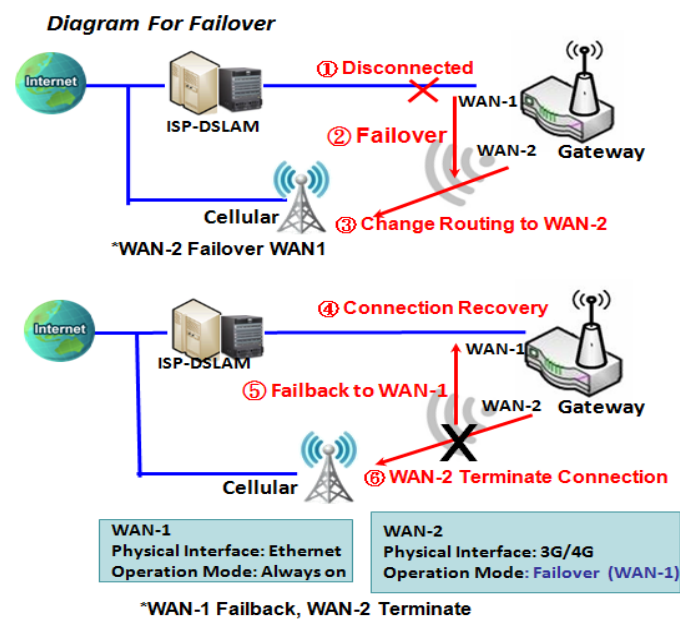 Diagram For Failover
Internet
ISP-DSLAM
① Disconnected
WAN-1
② Failover
WAN-2
Gateway
Cellular
③ Change Routing to WAN-2
*WAN-2 Failover WAN1
Internet
ISP-DSLAM
④ Connection Recovery
WAN-1
⑤ Failback to WAN-1
WAN-2
Gateway
Cellular
⑥ WAN-2 Terminate Connection
WAN-1
Physical Interface: Ethernet
Operation Mode: Always on
WAN-2
Physical Interface: 3G/4G
Operation Mode: Failover (WAN-1)
*WAN-1 Failback, WAN-2 Terminate